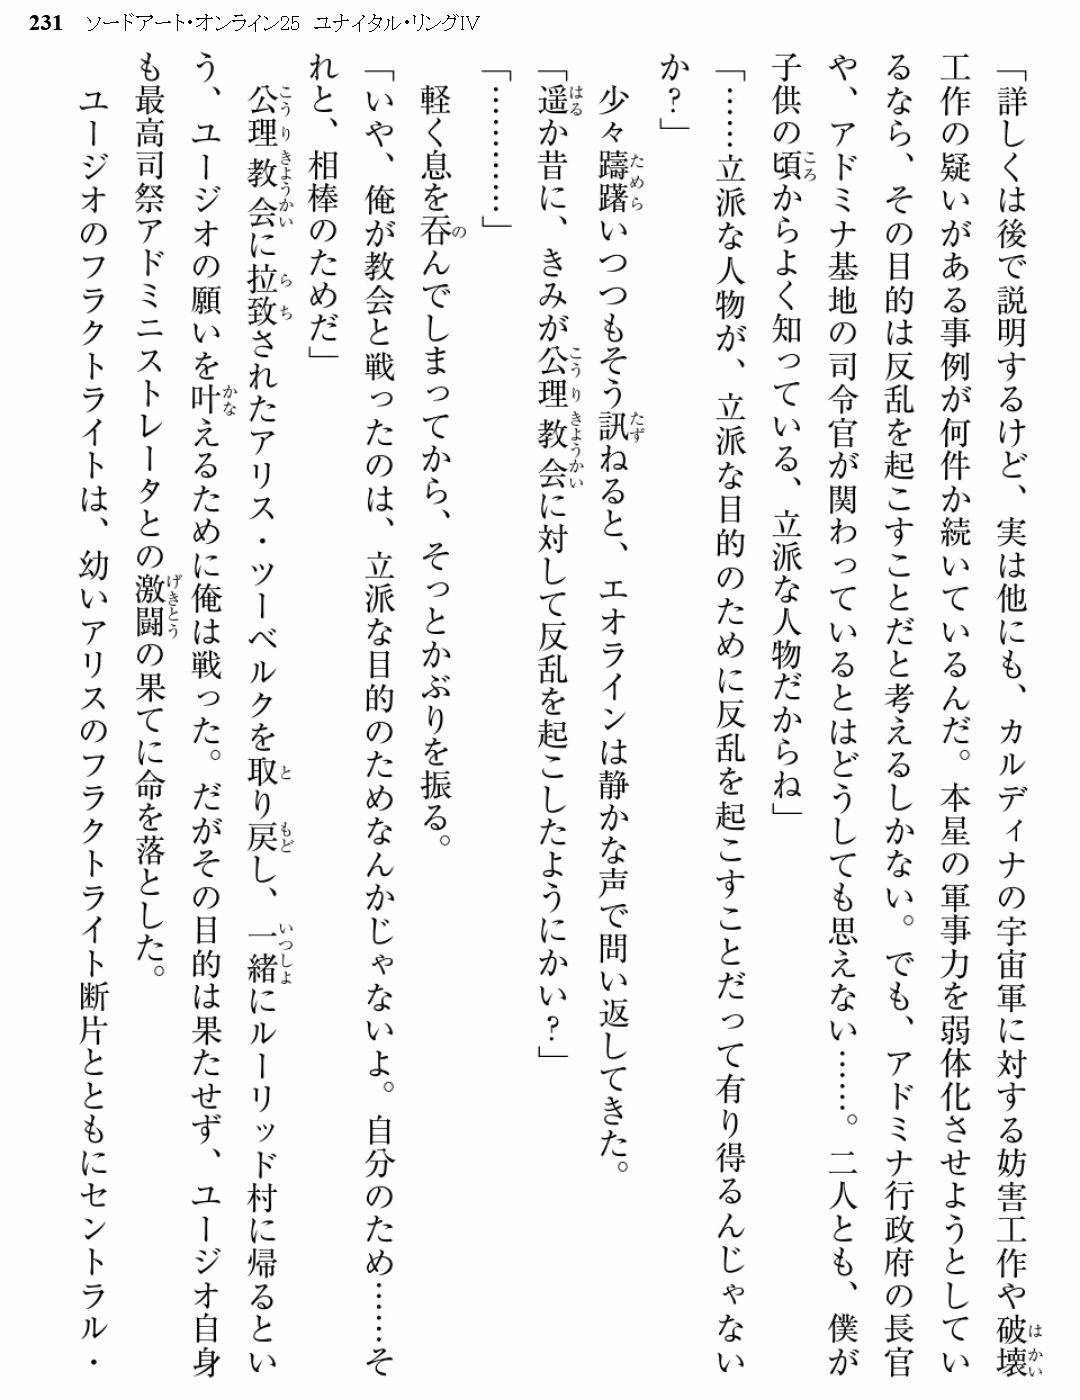 231 ソードアート・オンライン25 ユナイタル・リングⅣ
「詳しくは後で説明するけど、実は他にも、カルディナの宇宙軍に対する妨害工作や破壊
工作の疑いがある事例が何件か続いているんだ。本星の軍事力を弱体化させようとしてい
るなら、その目的は反乱を起こすことだと考えるしかない。でも、アドミナ行政府の長官
や、アドミナ基地の司令官が関わっているとはどうしても思えない……。二人とも、僕が
子供の頃からよく知っている、立派な人物だからね」
「……立派な人物が、立派な目的のために反乱を起こすことだって有り得るんじゃない
か？」
少々躊躇いつつもそう訊ねると、エオラインは静かな声で問い返してきた。
「遥か昔に、きみが公理教会に対して反乱を起こしたようにかい？」
「…………」
軽く息を呑んでしまってから、そっとかぶりを振る。
「いや、俺が教会と戦ったのは、立派な目的のためなんかじゃないよ。自分のため……そ
れと、相棒のためだ」
公理教会に拉致されたアリス・ツーベルクを取り戻し、一緒にルーリッド村に帰るとい
う、ユージオの願いを叶えるために俺は戦った。だがその目的は果たせず、ユージオ自身
も最高司祭アドミニストレータとの激闘の果てに命を落とした。
ユージオのフラクトライトは、幼いアリスのフラクトライト断片とともにセントラル・